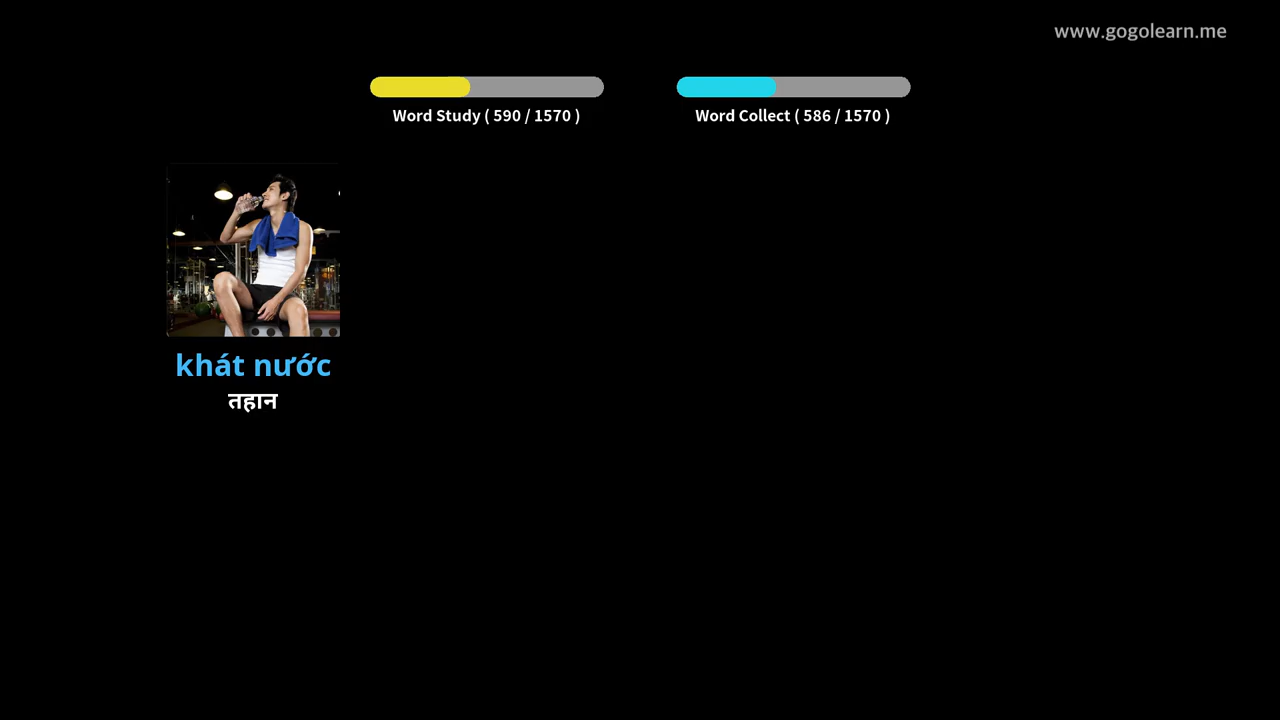 www.gogolearn.me
Word Study ( 590 / 1570 )
Word Collect ( 586 / 1570 )
khát nước
तहान